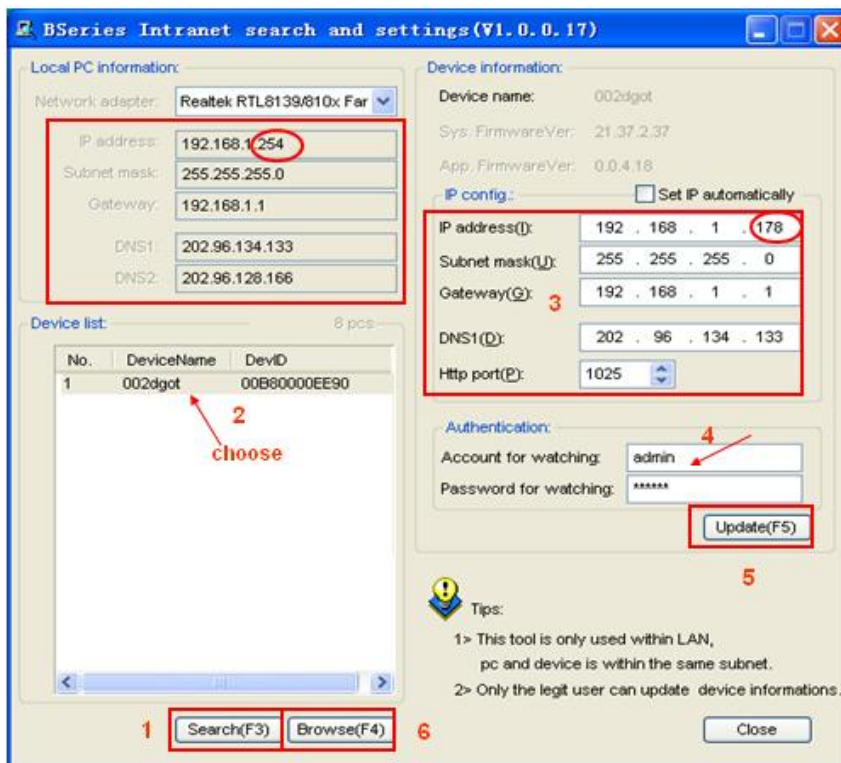 BSeries Intranet search and settings(V1.0.0.17)
Local PC information:
Network adapter: Realtek RTL8139/810x Far
IP address: 192.168.1.254
Subnet mask: 255.255.255.0
Gateway: 192.168.1.1
DNS1: 202.96.134.133
DNS2: 202.96.128.166
Device list: 8 pcs
No. DeviceName DevID
1 002dgot 00B80000EE90
2
choose
1 Search(F3) Browse(F4) 6
Device information:
Device name: 002dgot
Sys. FirmwareVer: 21.37.2.37
App. FirmwareVer: 0.0.4.18
IP config.: Set IP automatically
IP address(I): 192 . 168 . 1 . 178
Subnet mask(U): 255 . 255 . 255 . 0
Gateway(G): 192 . 168 . 1 . 1
3
DNS1(D): 202 . 96 . 134 . 133
Http port(P): 1025
Authentication:
4
Account for watching: admin
Password for watching: ******
Update(F5)
5
Tips:
1> This tool is only used within LAN,
pc and device is within the same subnet.
2> Only the legit user can update device informations.
Close